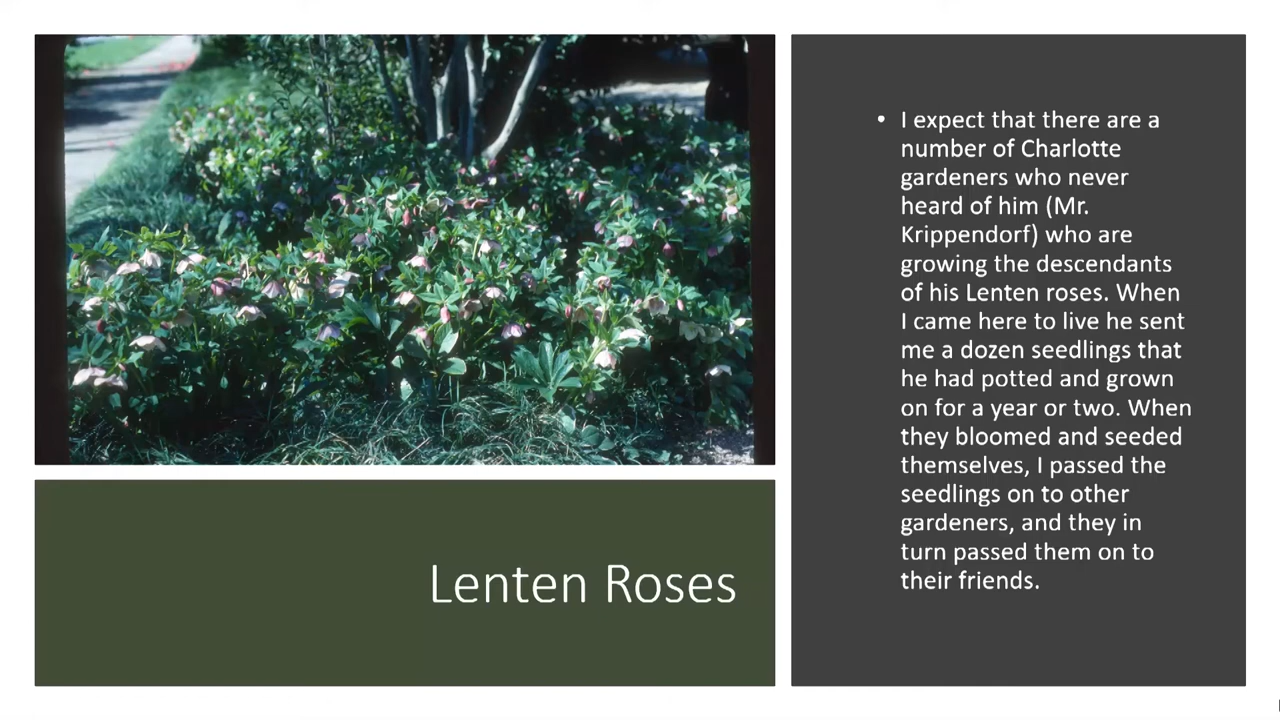 Lenten Roses
• I expect that there are a
number of Charlotte
gardeners who never
heard of him (Mr.
Krippendorf) who are
growing the descendants
of his Lenten roses. When
I came here to live he sent
me a dozen seedlings that
he had potted and grown
on for a year or two. When
they bloomed and seeded
themselves, I passed the
seedlings on to other
gardeners, and they in
turn passed them on to
their friends.